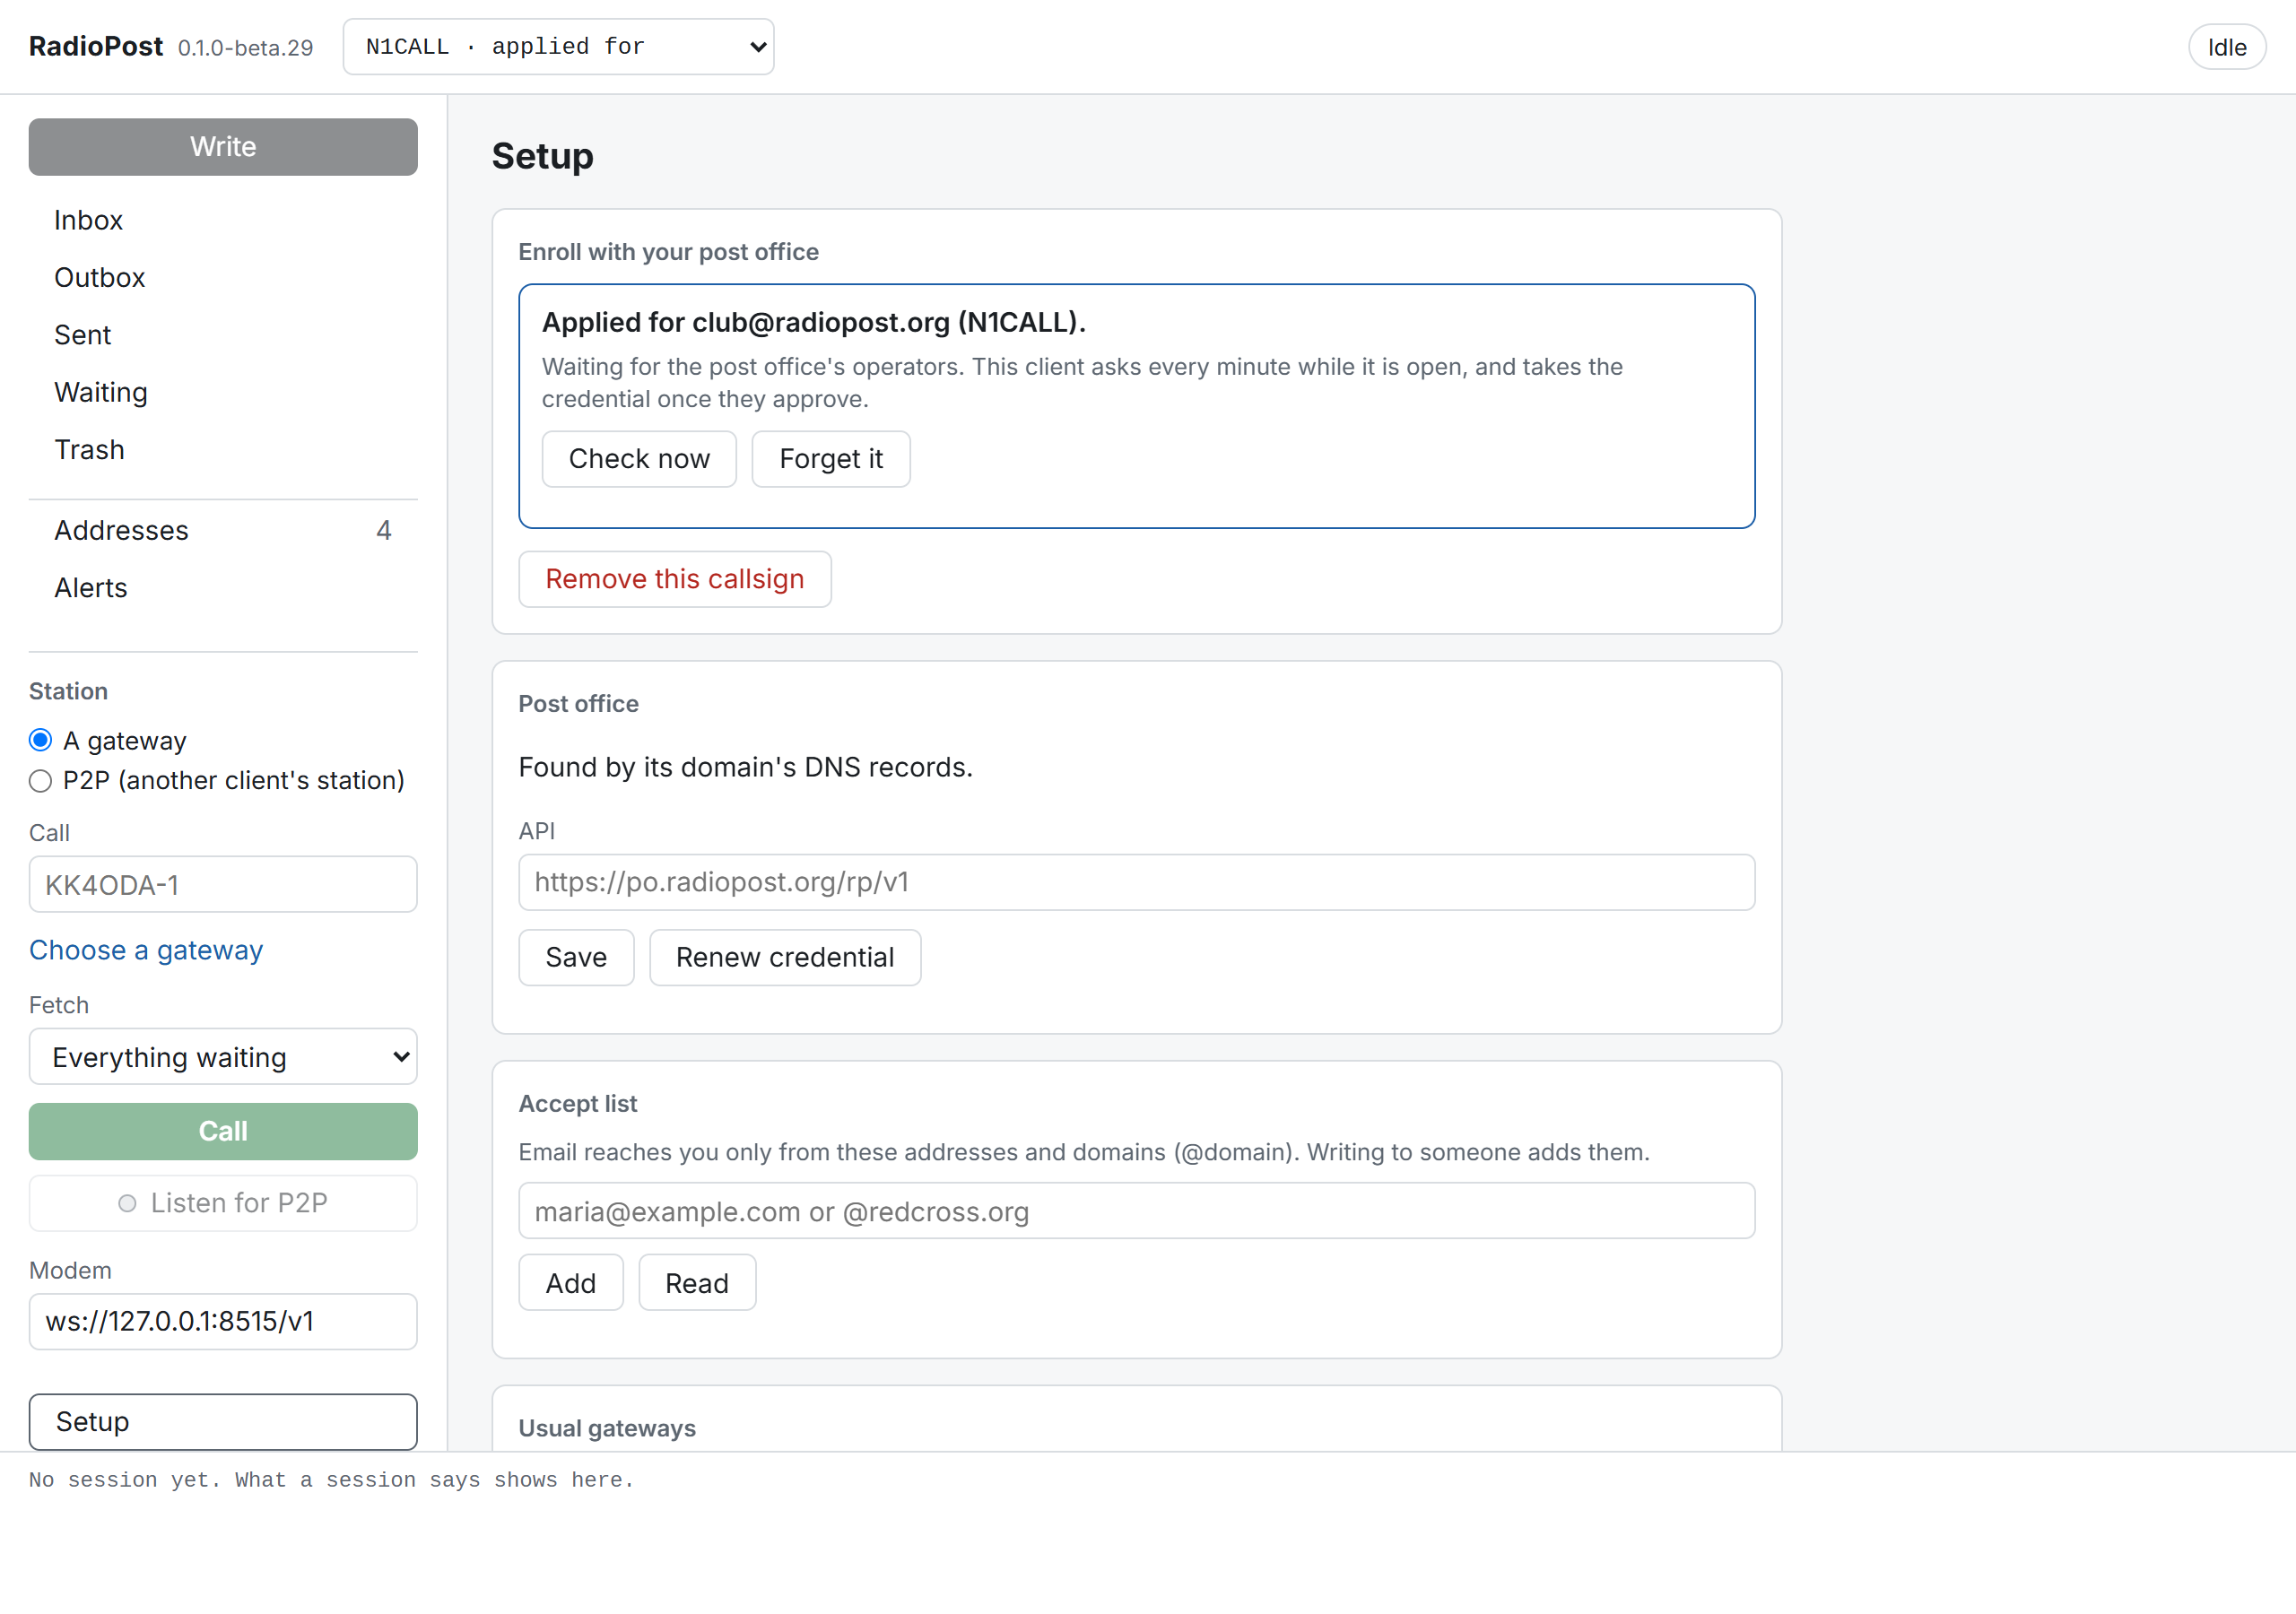 RadioPost 0.1.0-beta.29
N1CALL · applied for
Idle
Write
Inbox
Outbox
Sent
Waiting
Trash
Addresses 4
Alerts
Station
A gateway
P2P (another client's station)
Call
KK4ODA-1
Choose a gateway
Fetch
Everything waiting
Call
Listen for P2P
Modem
ws://127.0.0.1:8515/v1
Setup
Setup
Enroll with your post office
Applied for club@radiopost.org (N1CALL).
Waiting for the post office's operators. This client asks every minute while it is open, and takes the
credential once they approve.
Check now
Forget it
Remove this callsign
Post office
Found by its domain's DNS records.
API
https://po.radiopost.org/rp/v1
Save
Renew credential
Accept list
Email reaches you only from these addresses and domains (@domain). Writing to someone adds them.
maria@example.com or @redcross.org
Add
Read
Usual gateways
No session yet. What a session says shows here.